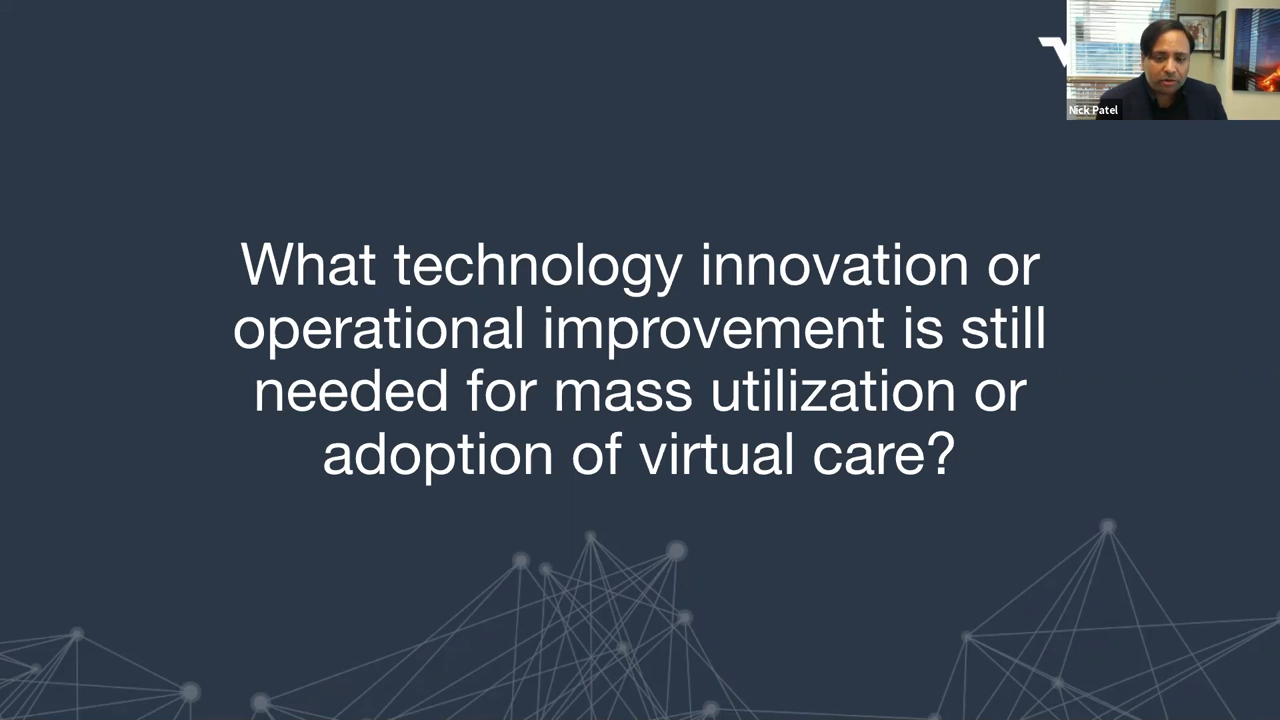 Nick Patel
What technology innovation or
operational improvement is still
needed for mass utilization or
adoption of virtual care?